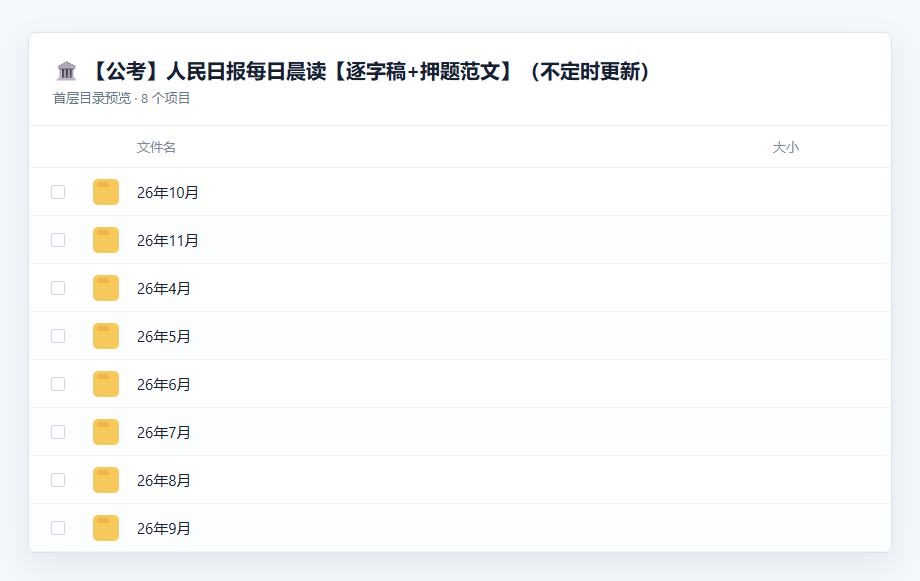 【公考】人民日报每日晨读【逐字稿+押题范文】（不定时更新）
首层目录预览 · 8 个项目
文件名 大小
26年10月
26年11月
26年4月
26年5月
26年6月
26年7月
26年8月
26年9月